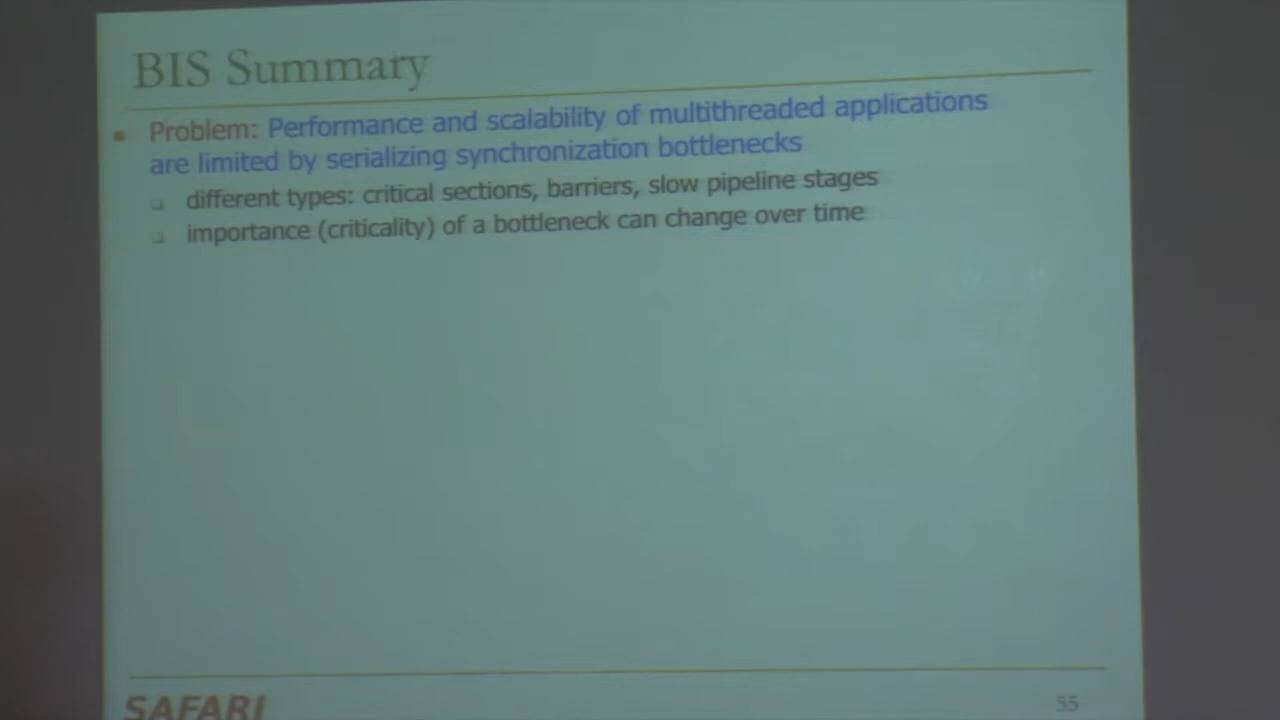 BIS Summary
Problem: Performance and scalability of multithreaded applications
are limited by serializing synchronization bottlenecks
different types: critical sections, barriers, slow pipeline stages
importance (criticality) of a bottleneck can change over time
SAFARI
55